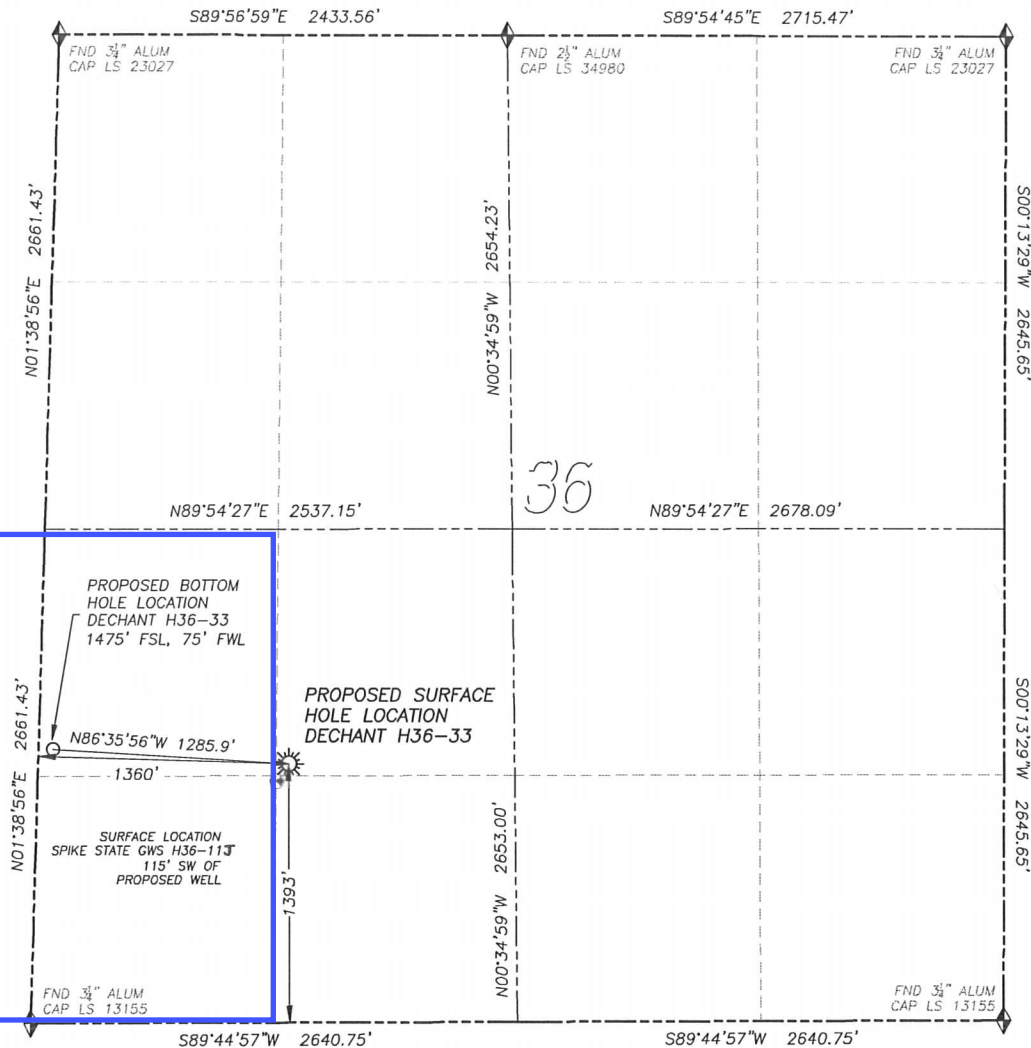 S89°56'59"E 2433.56'
S89°54'45"E 2715.47'
FND 3¼" ALUM
CAP LS 23027
FND 2½" ALUM
CAP LS 34980
FND 3¼" ALUM
CAP LS 23027
N01°38'56"E 2661.43'
N00°34'59"W 2654.23'
S00°13'29"W 2645.65'
36
N89°54'27"E 2537.15'
N89°54'27"E 2678.09'
PROPOSED BOTTOM
HOLE LOCATION
DECHANT H36-33
1475' FSL, 75' FWL
PROPOSED SURFACE
HOLE LOCATION
DECHANT H36-33
N01°38'56"E 2661.43'
N86°35'56"W 1285.9'
1360'
SURFACE LOCATION
SPIKE STATE GWS H36-11J
115' SW OF
PROPOSED WELL
1393'
N00°34'59"W 2653.00'
S00°13'29"W 2645.65'
FND 3¼" ALUM
CAP LS 13155
FND 3¼" ALUM
CAP LS 13155
S89°44'57"W 2640.75'
S89°44'57"W 2640.75'